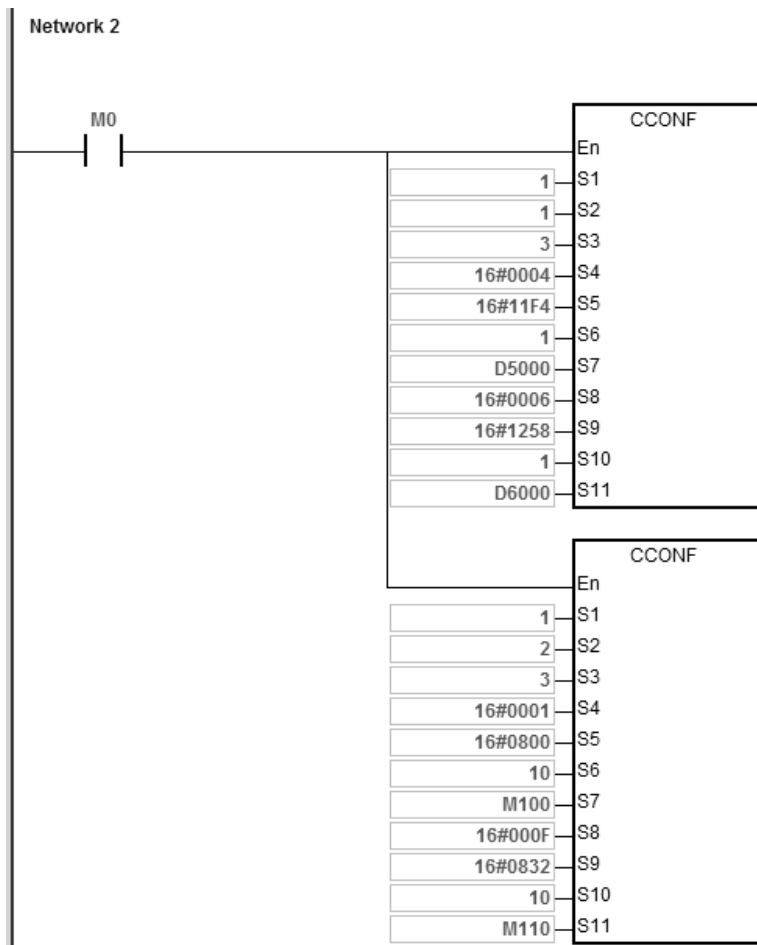 Network 2
M0
CCONF
En
1 S1
1 S2
3 S3
16#0004 S4
16#11F4 S5
1 S6
D5000 S7
16#0006 S8
16#1258 S9
1 S10
D6000 S11
CCONF
En
1 S1
2 S2
3 S3
16#0001 S4
16#0800 S5
10 S6
M100 S7
16#000F S8
16#0832 S9
10 S10
M110 S11